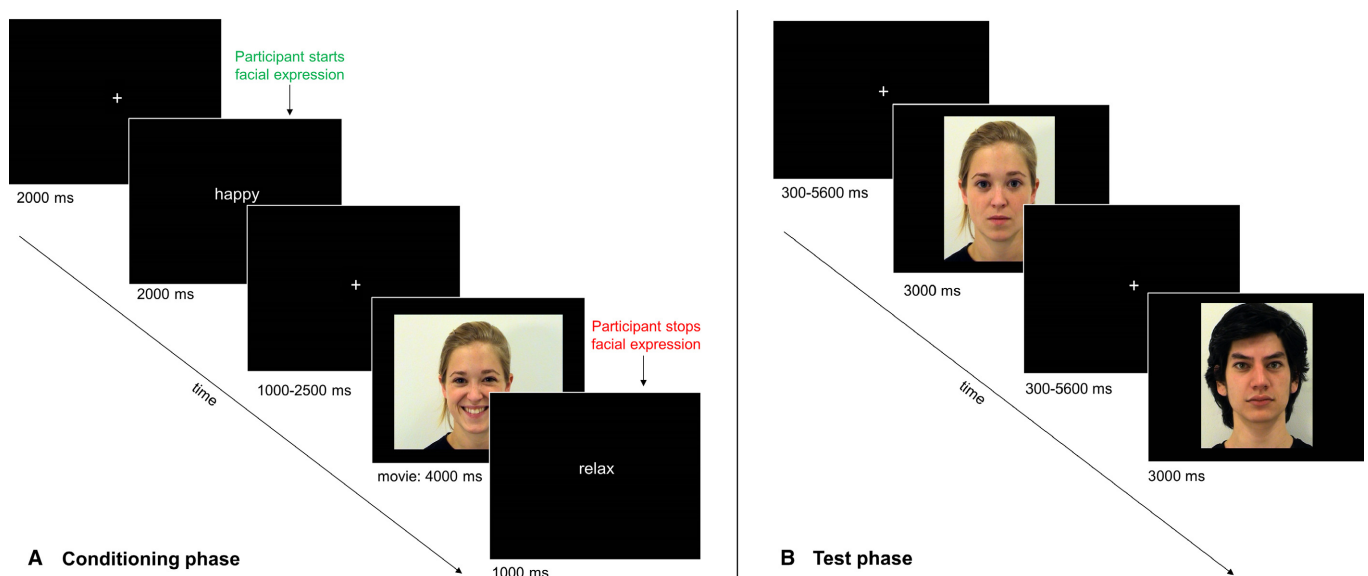 +
2000 ms
Participant starts
facial expression
happy
2000 ms
+
1000-2500 ms
movie: 4000 ms
Participant stops
facial expression
relax
1000 ms
time
A Conditioning phase
+
300-5600 ms
3000 ms
+
300-5600 ms
3000 ms
time
B Test phase